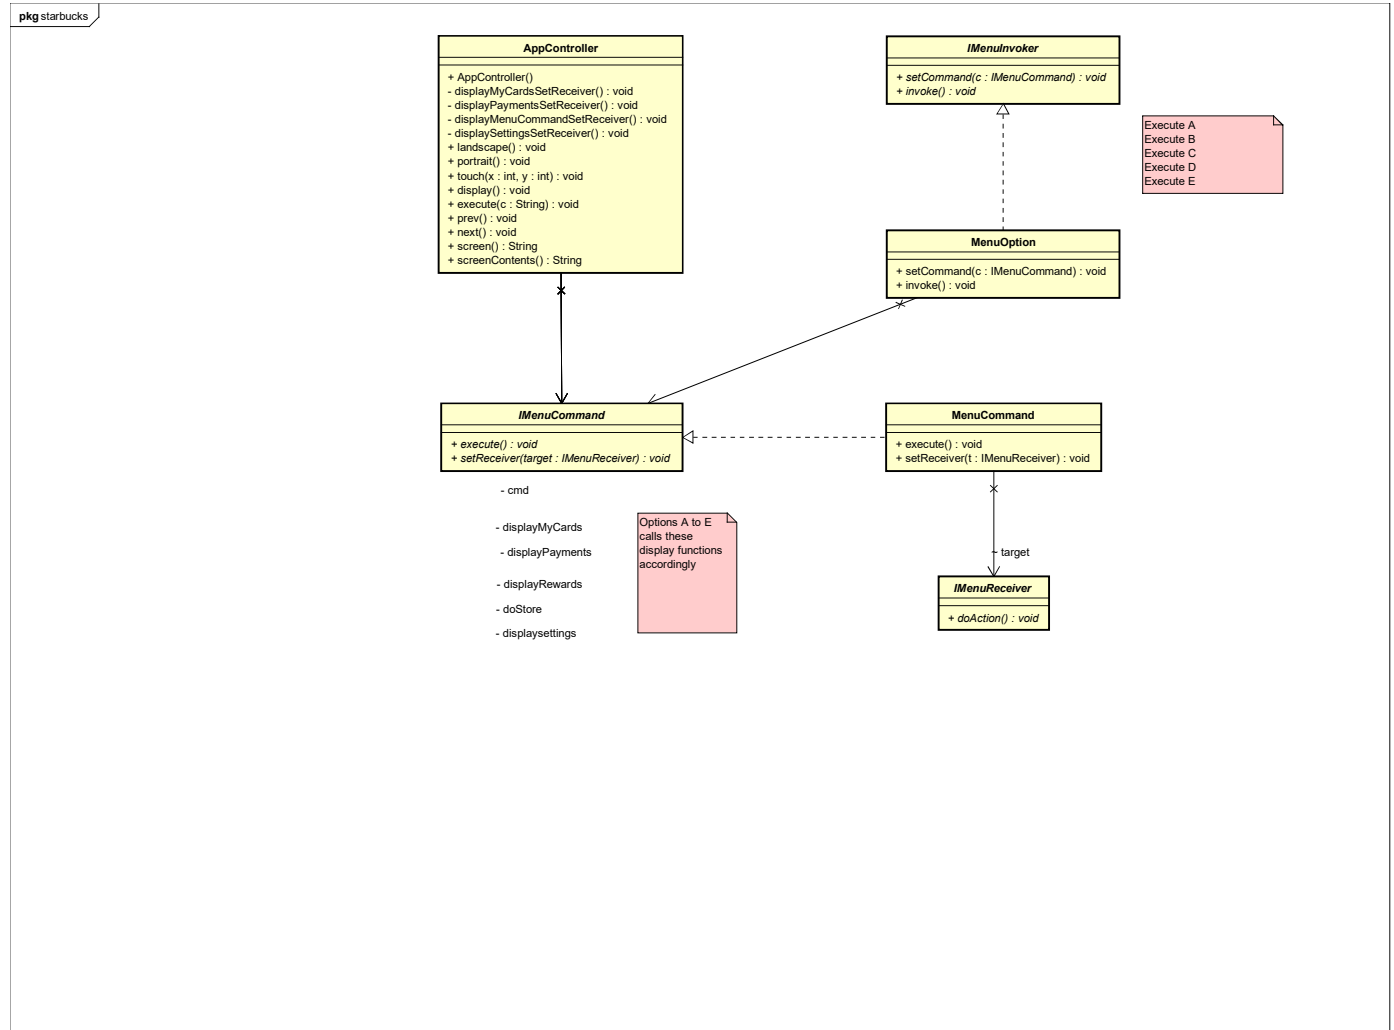 pkg starbucks
AppController
+ AppController()
- displayMyCardsSetReceiver() : void
- displayPaymentsSetReceiver() : void
- displayMenuCommandSetReceiver() : void
- displaySettingsSetReceiver() : void
+ landscape() : void
+ portrait() : void
+ touch(x : int, y : int) : void
+ display() : void
+ execute(c : String) : void
+ prev() : void
+ next() : void
+ screen() : String
+ screenContents() : String
IMenuInvoker
+ setCommand(c : IMenuCommand) : void
+ invoke() : void
Execute A
Execute B
Execute C
Execute D
Execute E
MenuOption
+ setCommand(c : IMenuCommand) : void
+ invoke() : void
IMenuCommand
+ execute() : void
+ setReceiver(target : IMenuReceiver) : void
MenuCommand
+ execute() : void
+ setReceiver(t : IMenuReceiver) : void
- cmd
- displayMyCards
- displayPayments
- displayRewards
- doStore
- displaysettings
Options A to E
calls these
display functions
accordingly
~ target
IMenuReceiver
+ doAction() : void